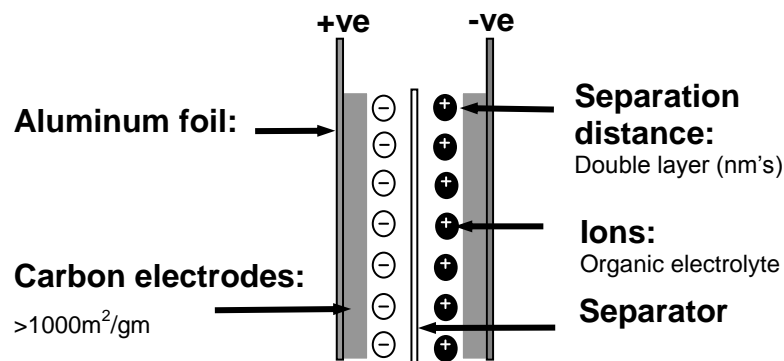 +ve
-ve
Aluminum foil:
Carbon electrodes:
>1000m²/gm
Separation
distance:
Double layer (nm's)
Ions:
Organic electrolyte
Separator
− +
− +
− +
− +
− +
− +
− +